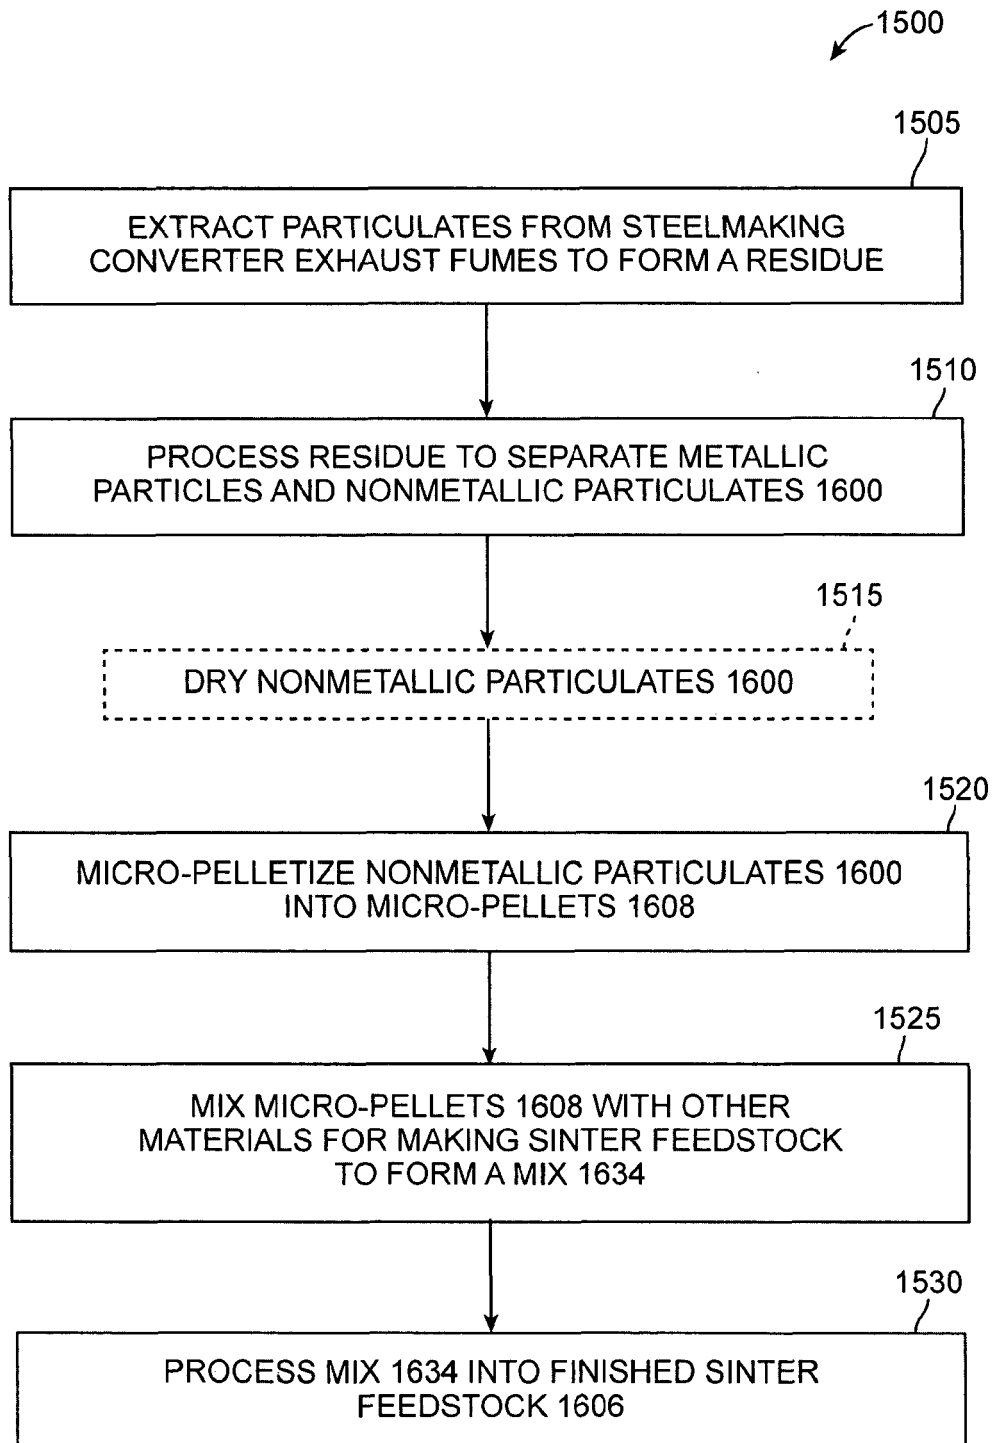 1500
1505
EXTRACT PARTICULATES FROM STEELMAKING
CONVERTER EXHAUST FUMES TO FORM A RESIDUE
1510
PROCESS RESIDUE TO SEPARATE METALLIC
PARTICLES AND NONMETALLIC PARTICULATES 1600
1515
DRY NONMETALLIC PARTICULATES 1600
1520
MICRO-PELLETIZE NONMETALLIC PARTICULATES 1600
INTO MICRO-PELLETS 1608
1525
MIX MICRO-PELLETS 1608 WITH OTHER
MATERIALS FOR MAKING SINTER FEEDSTOCK
TO FORM A MIX 1634
1530
PROCESS MIX 1634 INTO FINISHED SINTER
FEEDSTOCK 1606